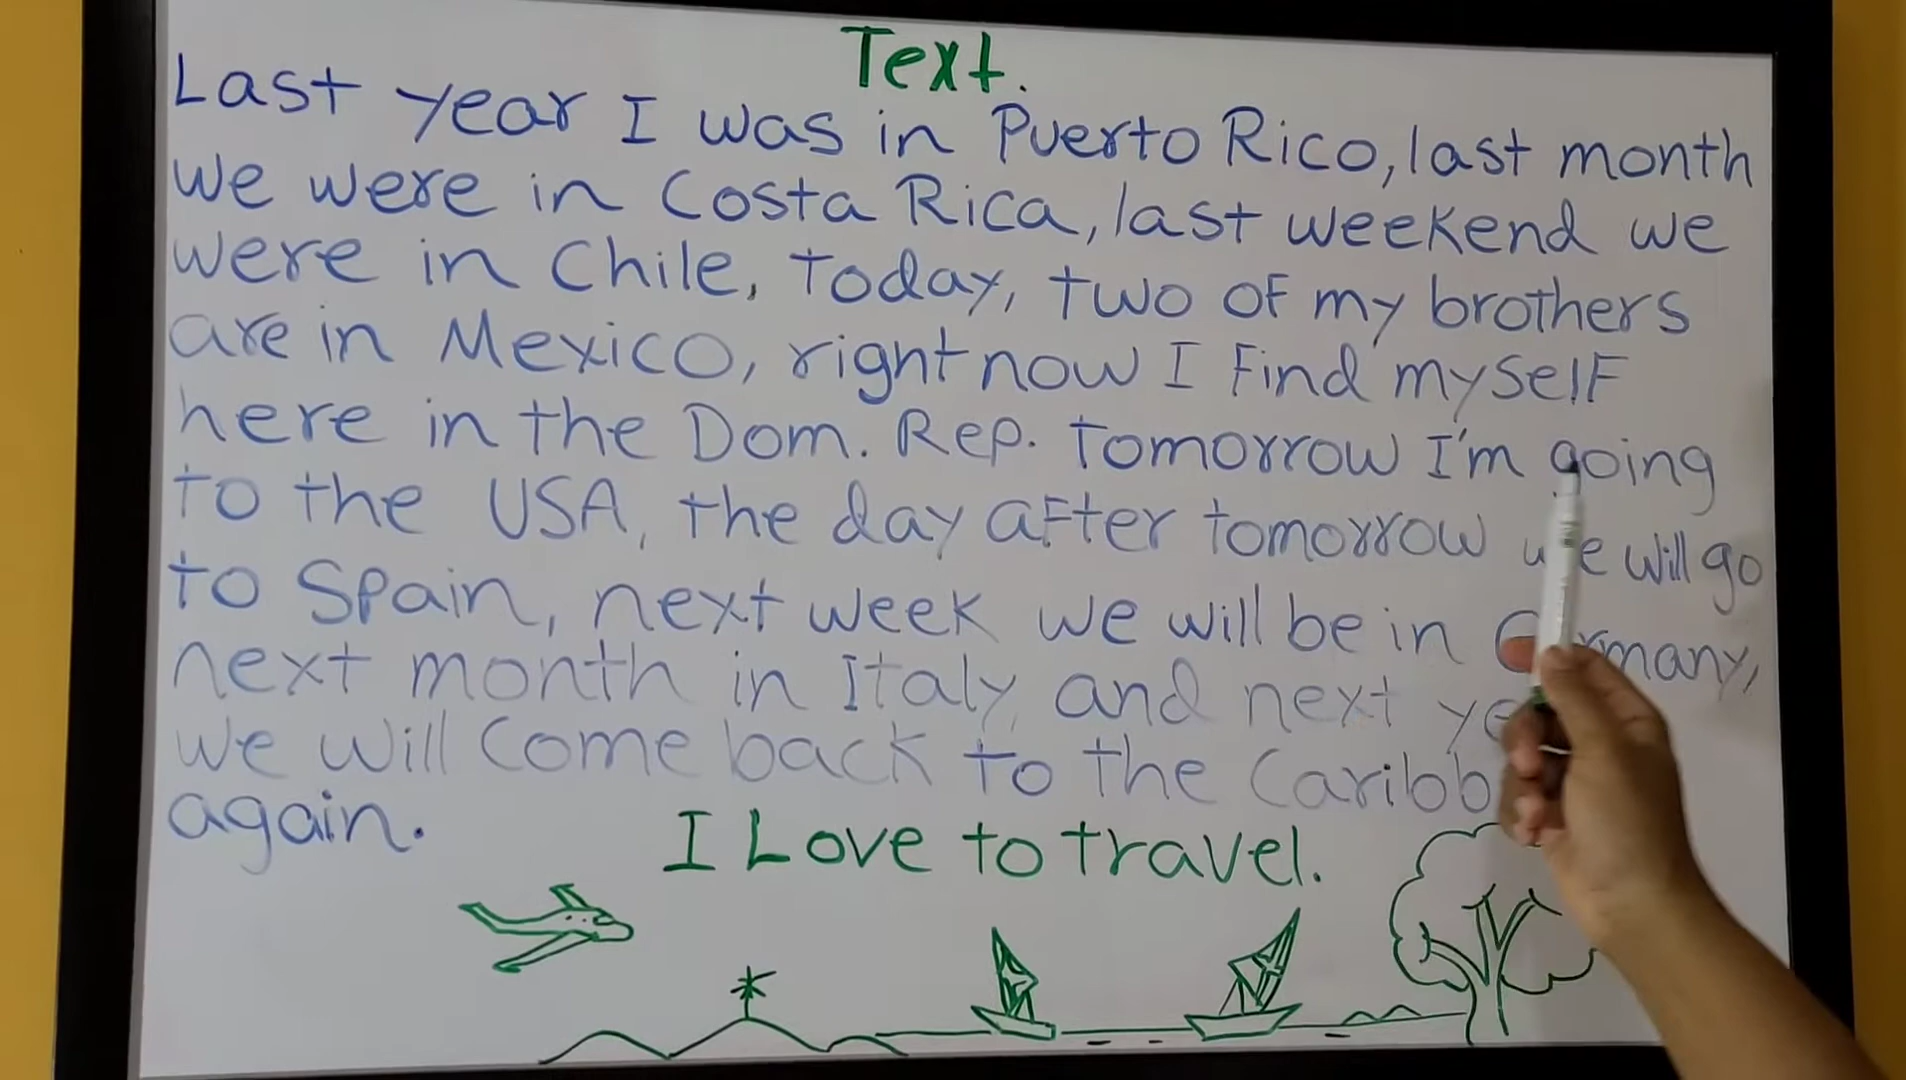 Text.
Last year I was in Puerto Rico, last month
we were in Costa Rica, last weekend we
were in Chile, today, two of my brothers
are in Mexico, right now I find myself
here in the Dom. Rep. tomorrow I'm going
to the USA, the day after tomorrow we will go
to Spain, next week we will be in Germany,
next month in Italy, and next
we will come back to the
again.
I Love to travel.